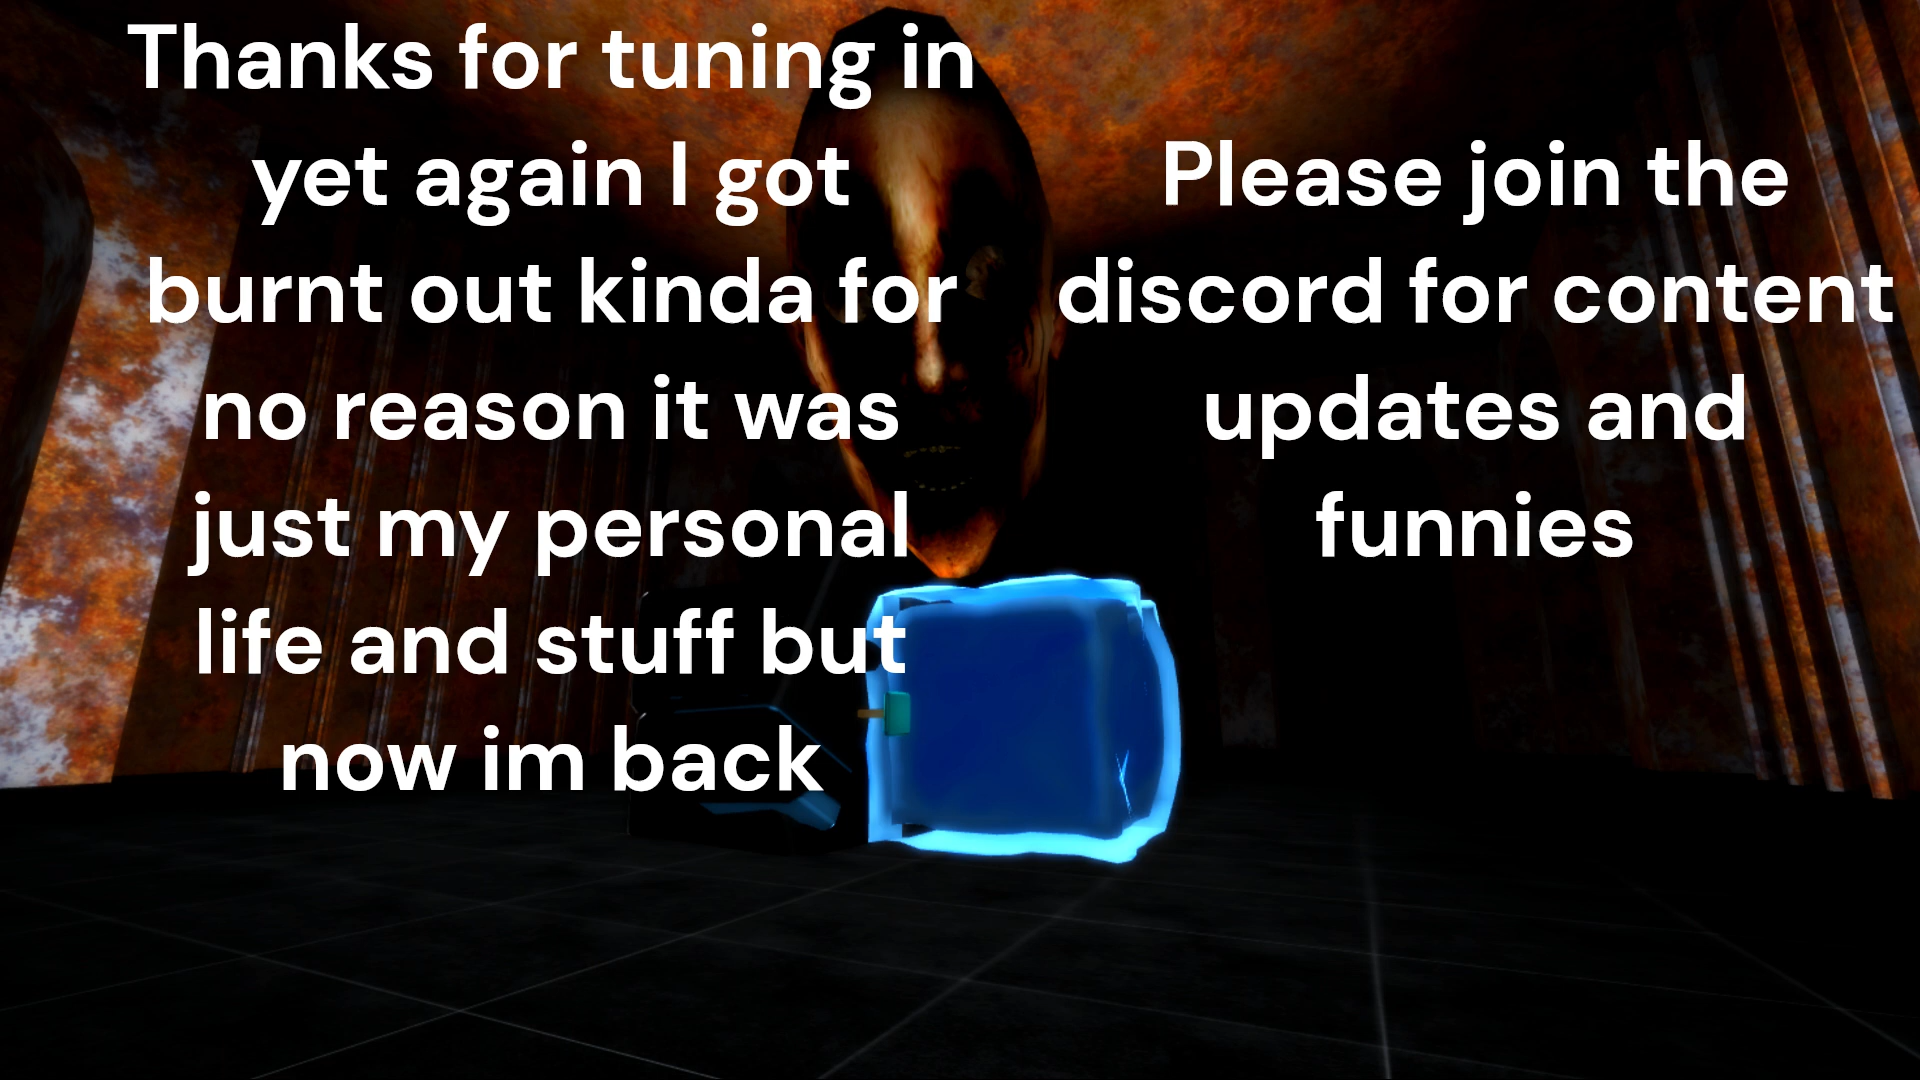 Thanks for tuning in
yet again I got
burnt out kinda for
no reason it was
just my personal
life and stuff but
now im back
Please join the
discord for content
updates and
funnies